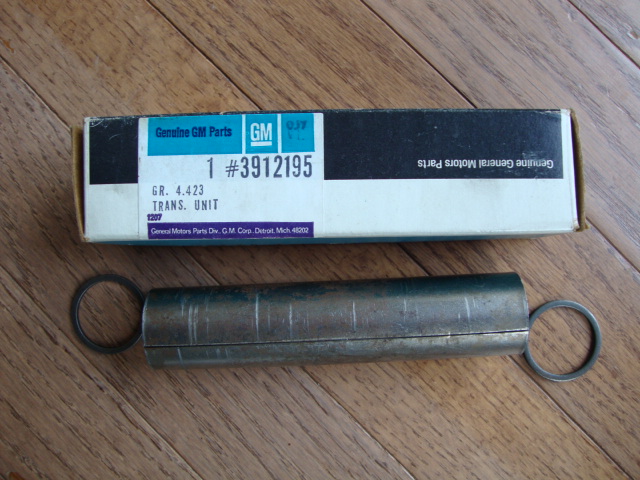 Genuine GM Parts
GM
1 #3912195
GR. 4.423
TRANS. UNIT
1207
General Motors Parts Div., G.M. Corp., Detroit, Mich. 48202
Genuine General Motors Parts